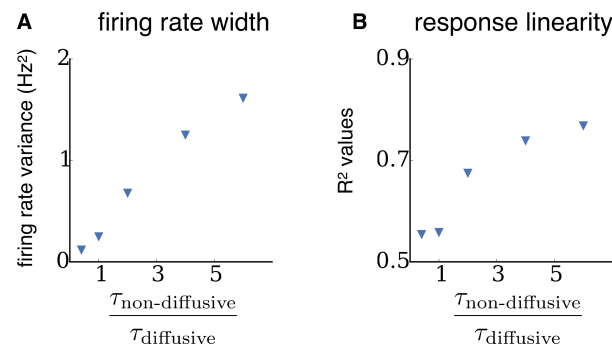 A firing rate width
firing rate variance (Hz²)
2
1
0
1 3 5
τnon-diffusive
τdiffusive
B response linearity
R² values
0.9
0.7
0.5
1 3 5
τnon-diffusive
τdiffusive